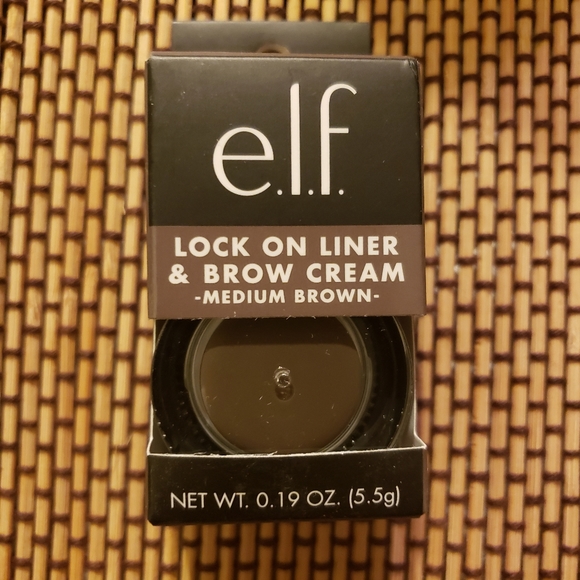 e.l.f.
LOCK ON LINER
& BROW CREAM
-MEDIUM BROWN-
NET WT. 0.19 OZ. (5.5g)